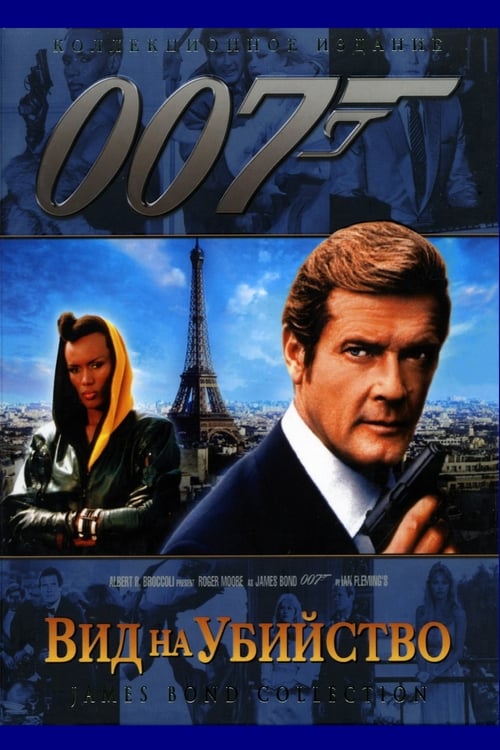 КОЛЛЕКЦИОННОЕ ИЗДАНИЕ
007
ALBERT R. BROCCOLI PRESENT ROGER MOORE AS JAMES BOND 007 IN IAN FLEMING'S
ВИД НА УБИЙСТВО
JAMES BOND COLLECTION